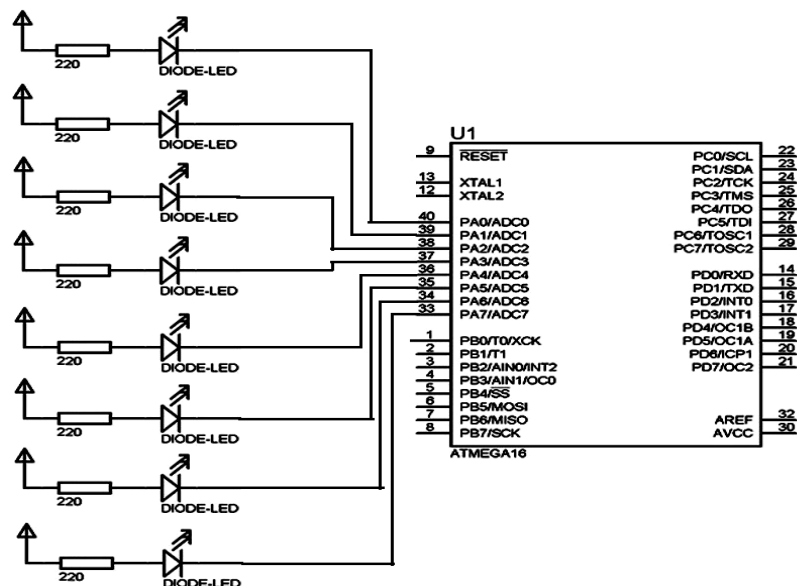 220
DIODE-LED
220
DIODE-LED
220
DIODE-LED
220
DIODE-LED
220
DIODE-LED
220
DIODE-LED
220
DIODE-LED
220
DIODE-LED
U1
9 RESET
13 XTAL1
12 XTAL2
40 PA0/ADC0
39 PA1/ADC1
38 PA2/ADC2
37 PA3/ADC3
36 PA4/ADC4
35 PA5/ADC5
34 PA6/ADC6
33 PA7/ADC7
1 PB0/T0/XCK
2 PB1/T1
3 PB2/AIN0/INT2
4 PB3/AIN1/OC0
5 PB4/SS
6 PB5/MOSI
7 PB6/MISO
8 PB7/SCK
PC0/SCL 22
PC1/SDA 23
PC2/TCK 24
PC3/TMS 25
PC4/TDO 26
PC5/TDI 27
PC6/TOSC1 28
PC7/TOSC2 29
PD0/RXD 14
PD1/TXD 15
PD2/INT0 16
PD3/INT1 17
PD4/OC1B 18
PD5/OC1A 19
PD6/ICP1 20
PD7/OC2 21
AREF 32
AVCC 30
ATMEGA16